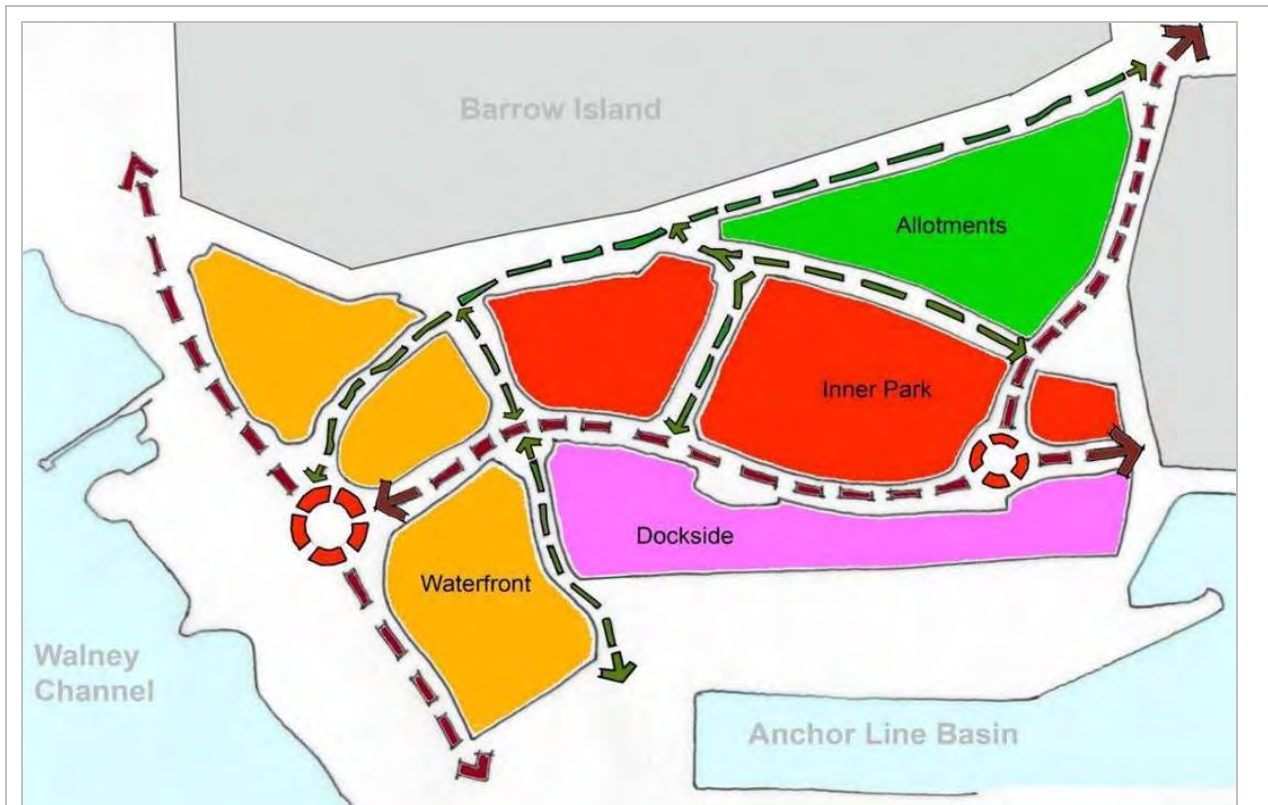 Barrow Island
Allotments
Inner Park
Dockside
Waterfront
Walney
Channel
Anchor Line Basin